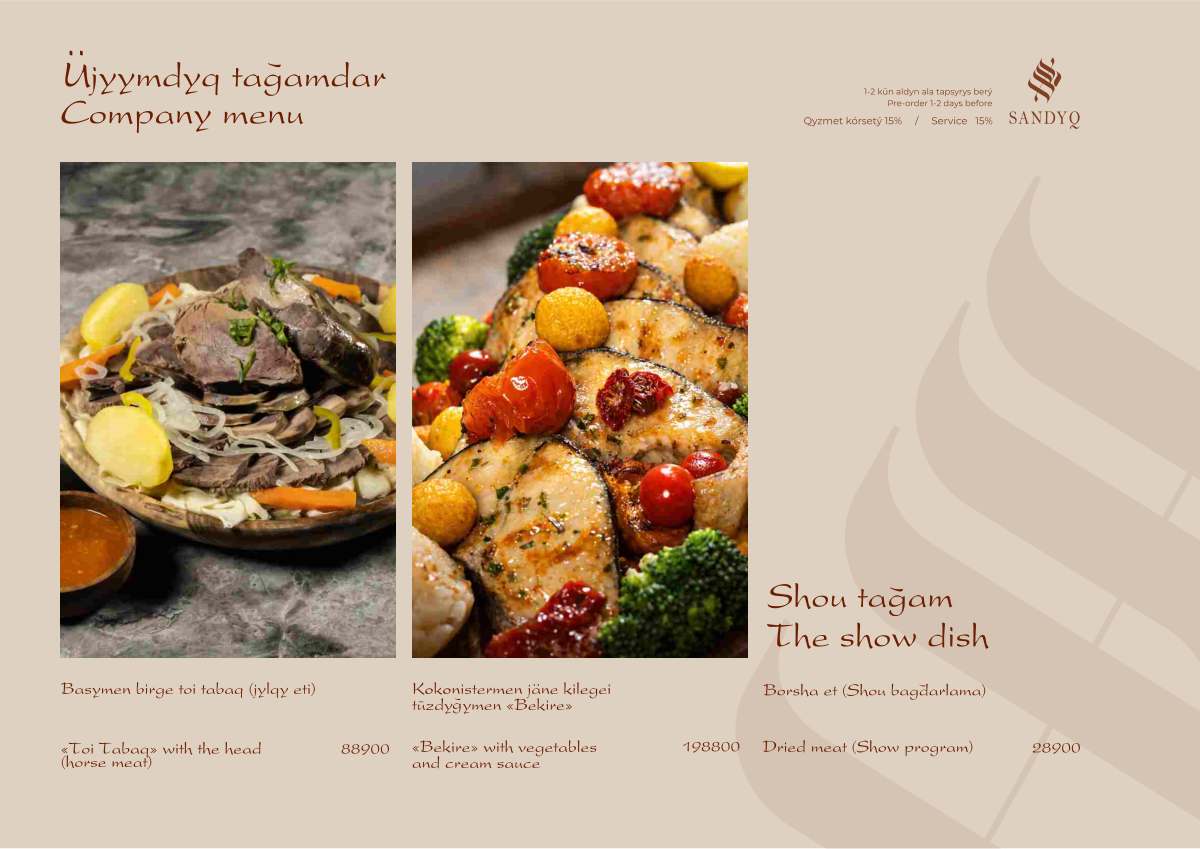 Üjyymdyq tağamdar
Company menu
1-2 kún aldyn ala tapsyrys berý
Pre-order 1-2 days before
Qyzmet kórsetý 15% / Service 15%
SANDYQ
Shou tağam
The show dish
Basymen birge toi tabaq (jylqy eti)
«Toi Tabaq» with the head
(horse meat)
88900
Kokonistermen jäne kilegei
tūzdyğymen «Bekire»
«Bekire» with vegetables
and cream sauce
198800
Borsha et (Shou bağdarlama)
Dried meat (Show program)
28900